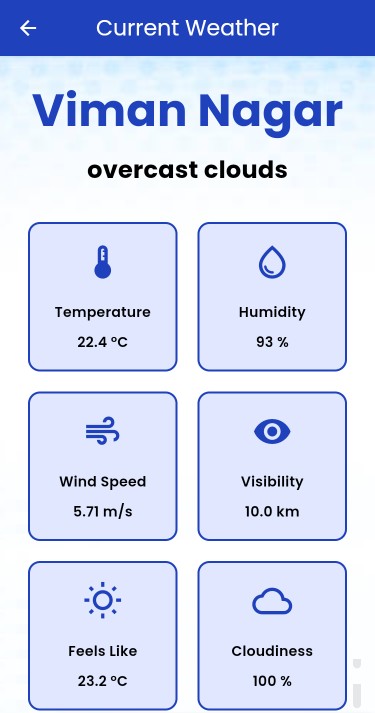 Current Weather
Viman Nagar
overcast clouds
Temperature
22.4 °C
Humidity
93 %
Wind Speed
5.71 m/s
Visibility
10.0 km
Feels Like
23.2 °C
Cloudiness
100 %